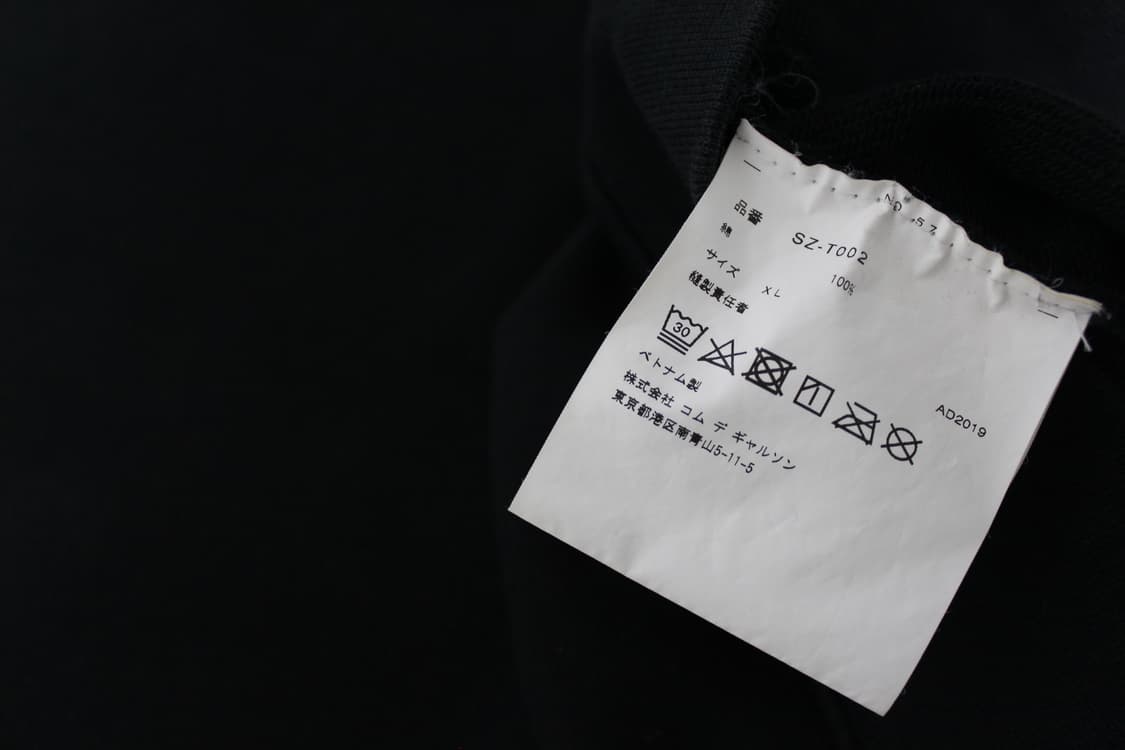 NO 57
品番 SZ-T002
綿 100%
サイズ XL
縫製責任者
30
AD2019
ベトナム製
株式会社 コム デ ギャルソン
東京都港区南青山5-11-5